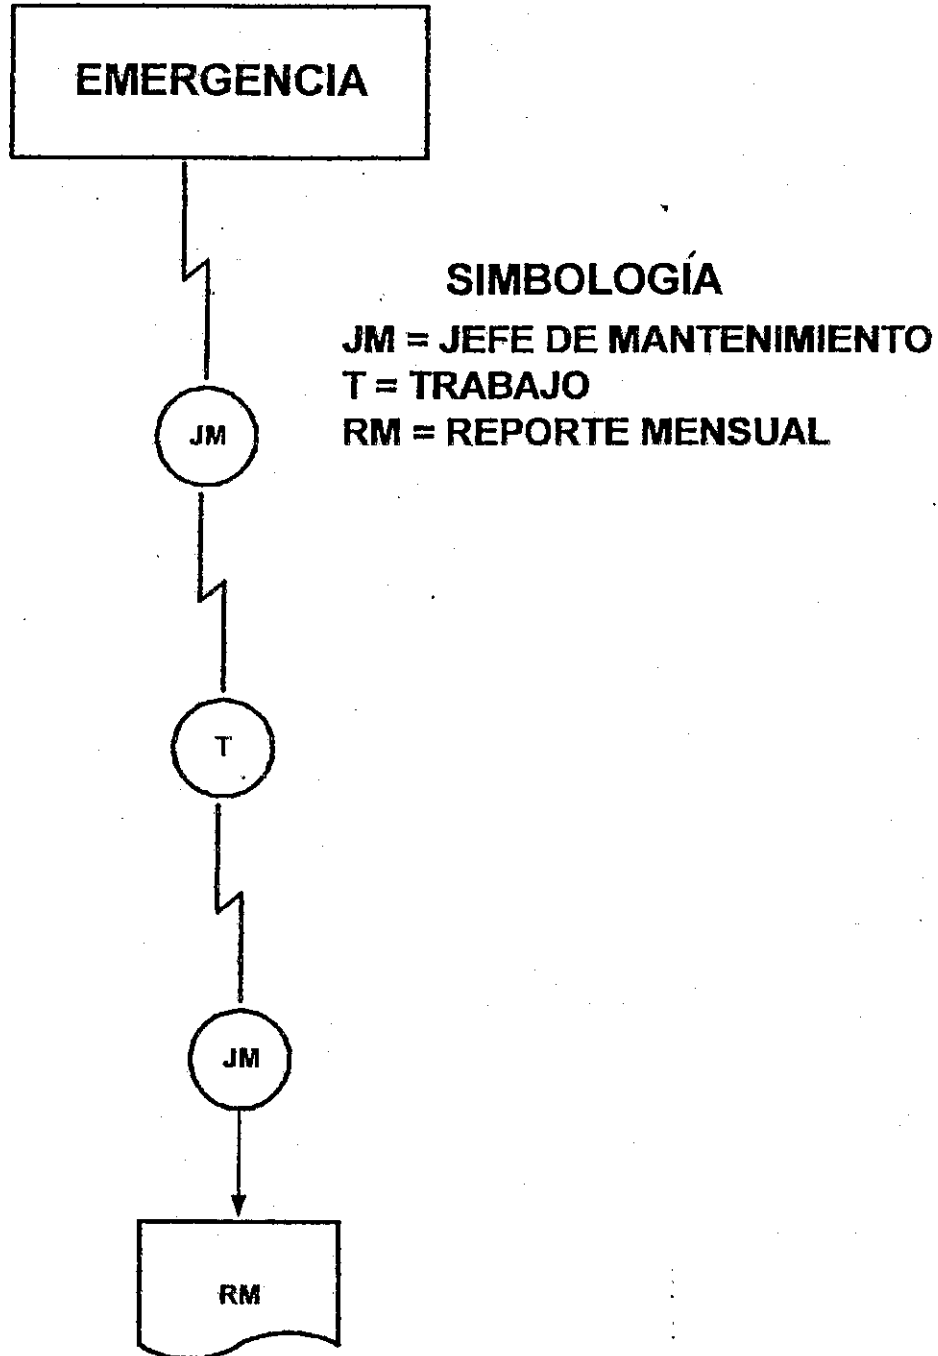 EMERGENCIA
SIMBOLOGÍA
JM = JEFE DE MANTENIMIENTO
T = TRABAJO
RM = REPORTE MENSUAL
JM
T
JM
RM